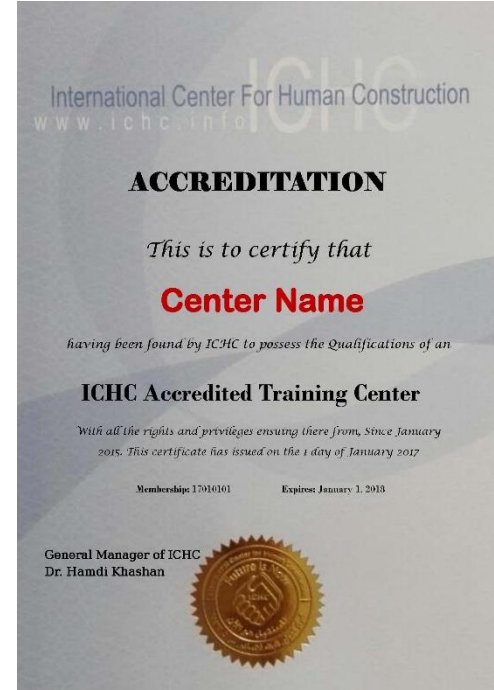 ICHC
International Center For Human Construction
www.ichc.info
ACCREDITATION
This is to certify that
Center Name
having been found by ICHC to possess the Qualifications of an
ICHC Accredited Training Center
With all the rights and privileges ensuing there from, Since January
2015. This certificate has issued on the 1 day of January 2017
Membership: 17010101 Expires: January 1, 2018
General Manager of ICHC
Dr. Hamdi Khashan
Future is Now
ICHC